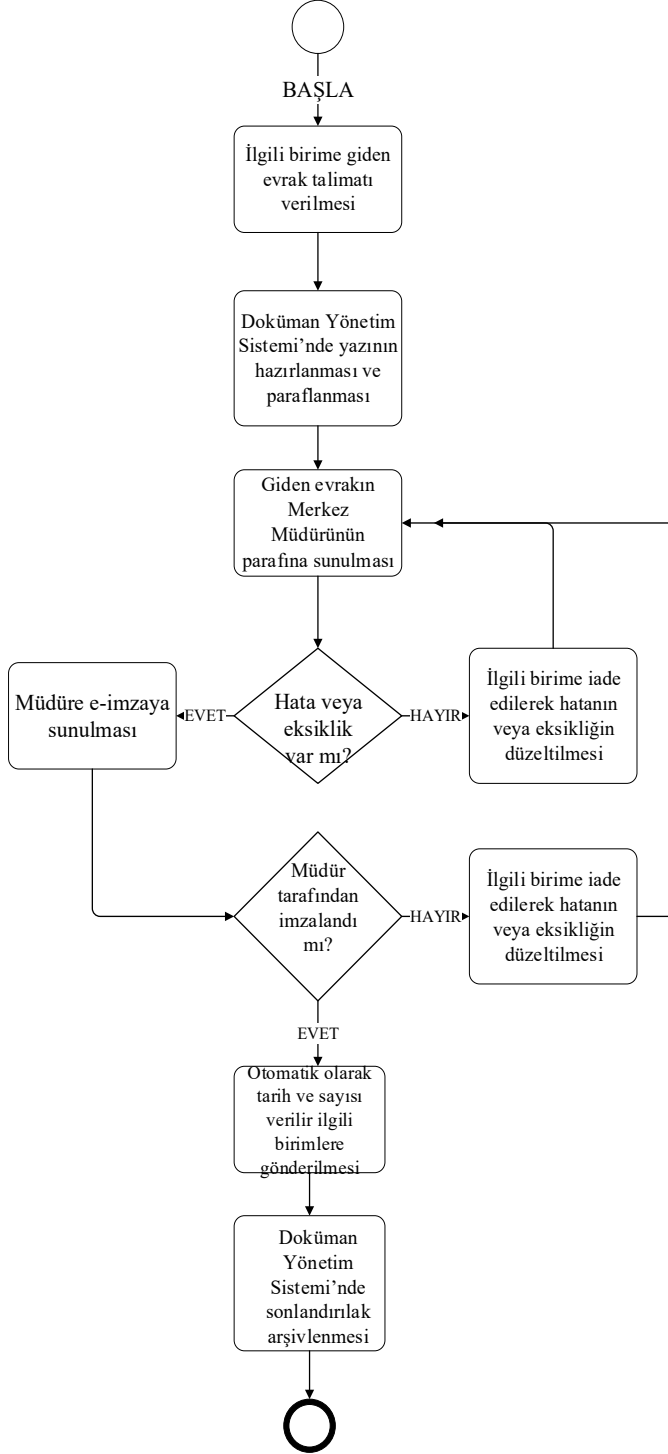 BAŞLA
İlgili birime giden
evrak talimatı
verilmesi
Doküman Yönetim
Sistemi’nde yazının
hazırlanması ve
paraflanması
Giden evrakın
Merkez
Müdürünün
parafına sunulması
Hata veya
eksiklik
var mı?
EVET
HAYIR
Müdüre e-imzaya
sunulması
İlgili birime iade
edilerek hatanın
veya eksikliğin
düzeltilmesi
Müdür
tarafından
imzalandı
mı?
HAYIR
İlgili birime iade
edilerek hatanın
veya eksikliğin
düzeltilmesi
EVET
Otomatik olarak
tarih ve sayısı
verilir ilgili
birimlere
gönderilmesi
Doküman
Yönetim
Sistemi’nde
sonlandırılak
arşivlenmesi